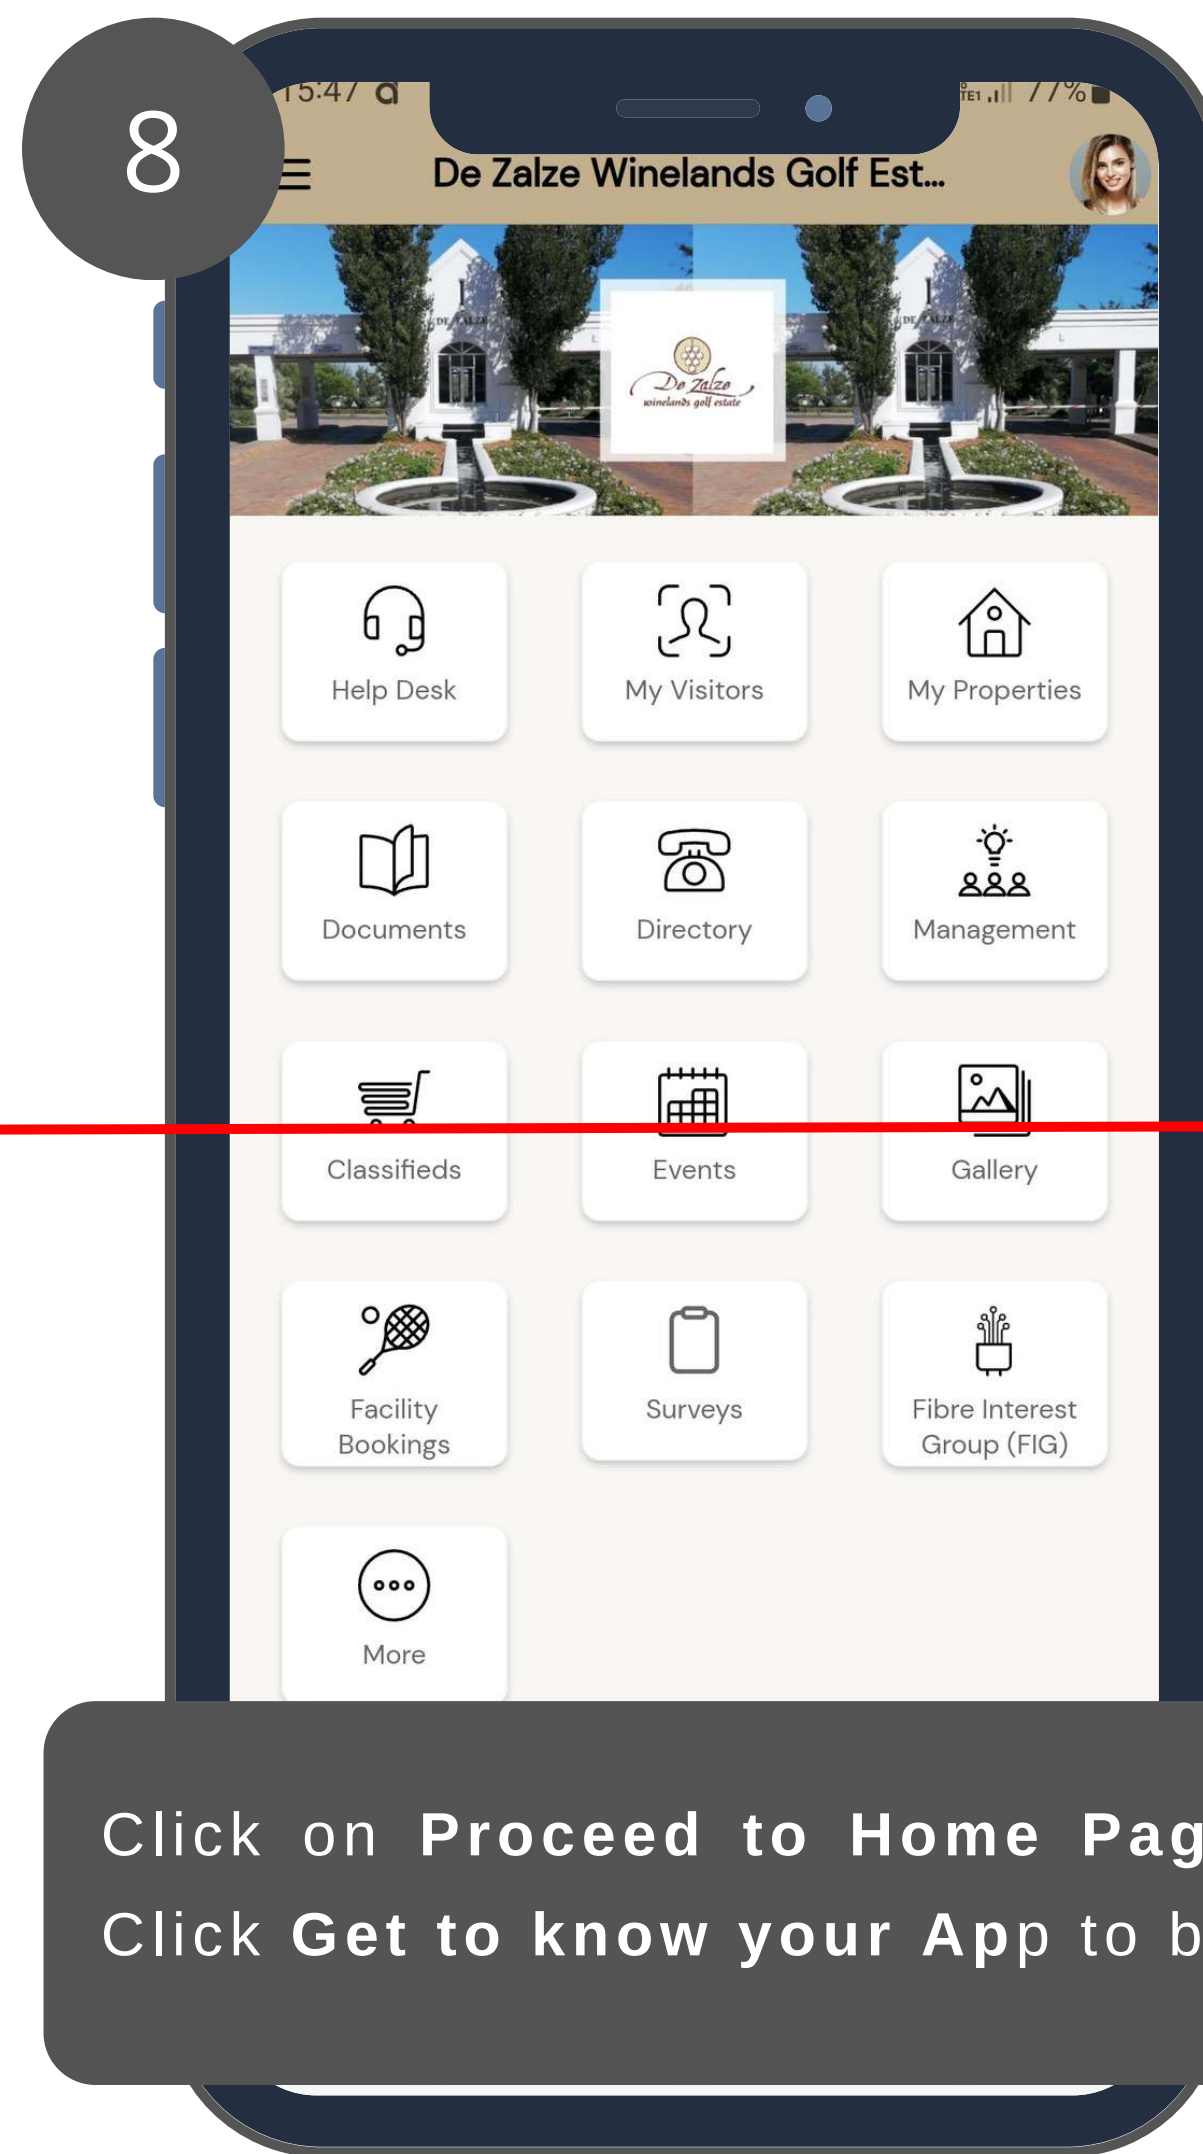 8
15:47
77%
De Zalze Winelands Golf Est...
DE ZALZE
De Zalze
winelands golf estate
Help Desk
My Visitors
My Properties
Documents
Directory
Management
Classifieds
Events
Gallery
Facility
Bookings
Surveys
Fibre Interest
Group (FIG)
More
Click on Proceed to Home Pag
Click Get to know your App to b